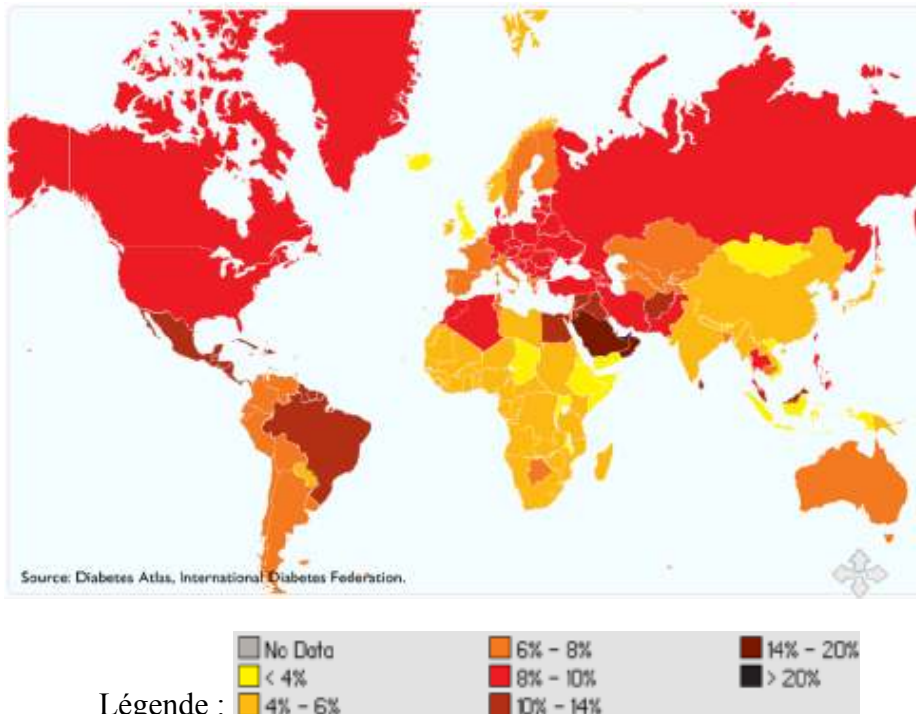 Source: Diabetes Atlas, International Diabetes Federation.
No Data 6% - 8% 14% - 20%
< 4% 8% - 10% > 20%
Légende : 4% - 6% 10% - 14%